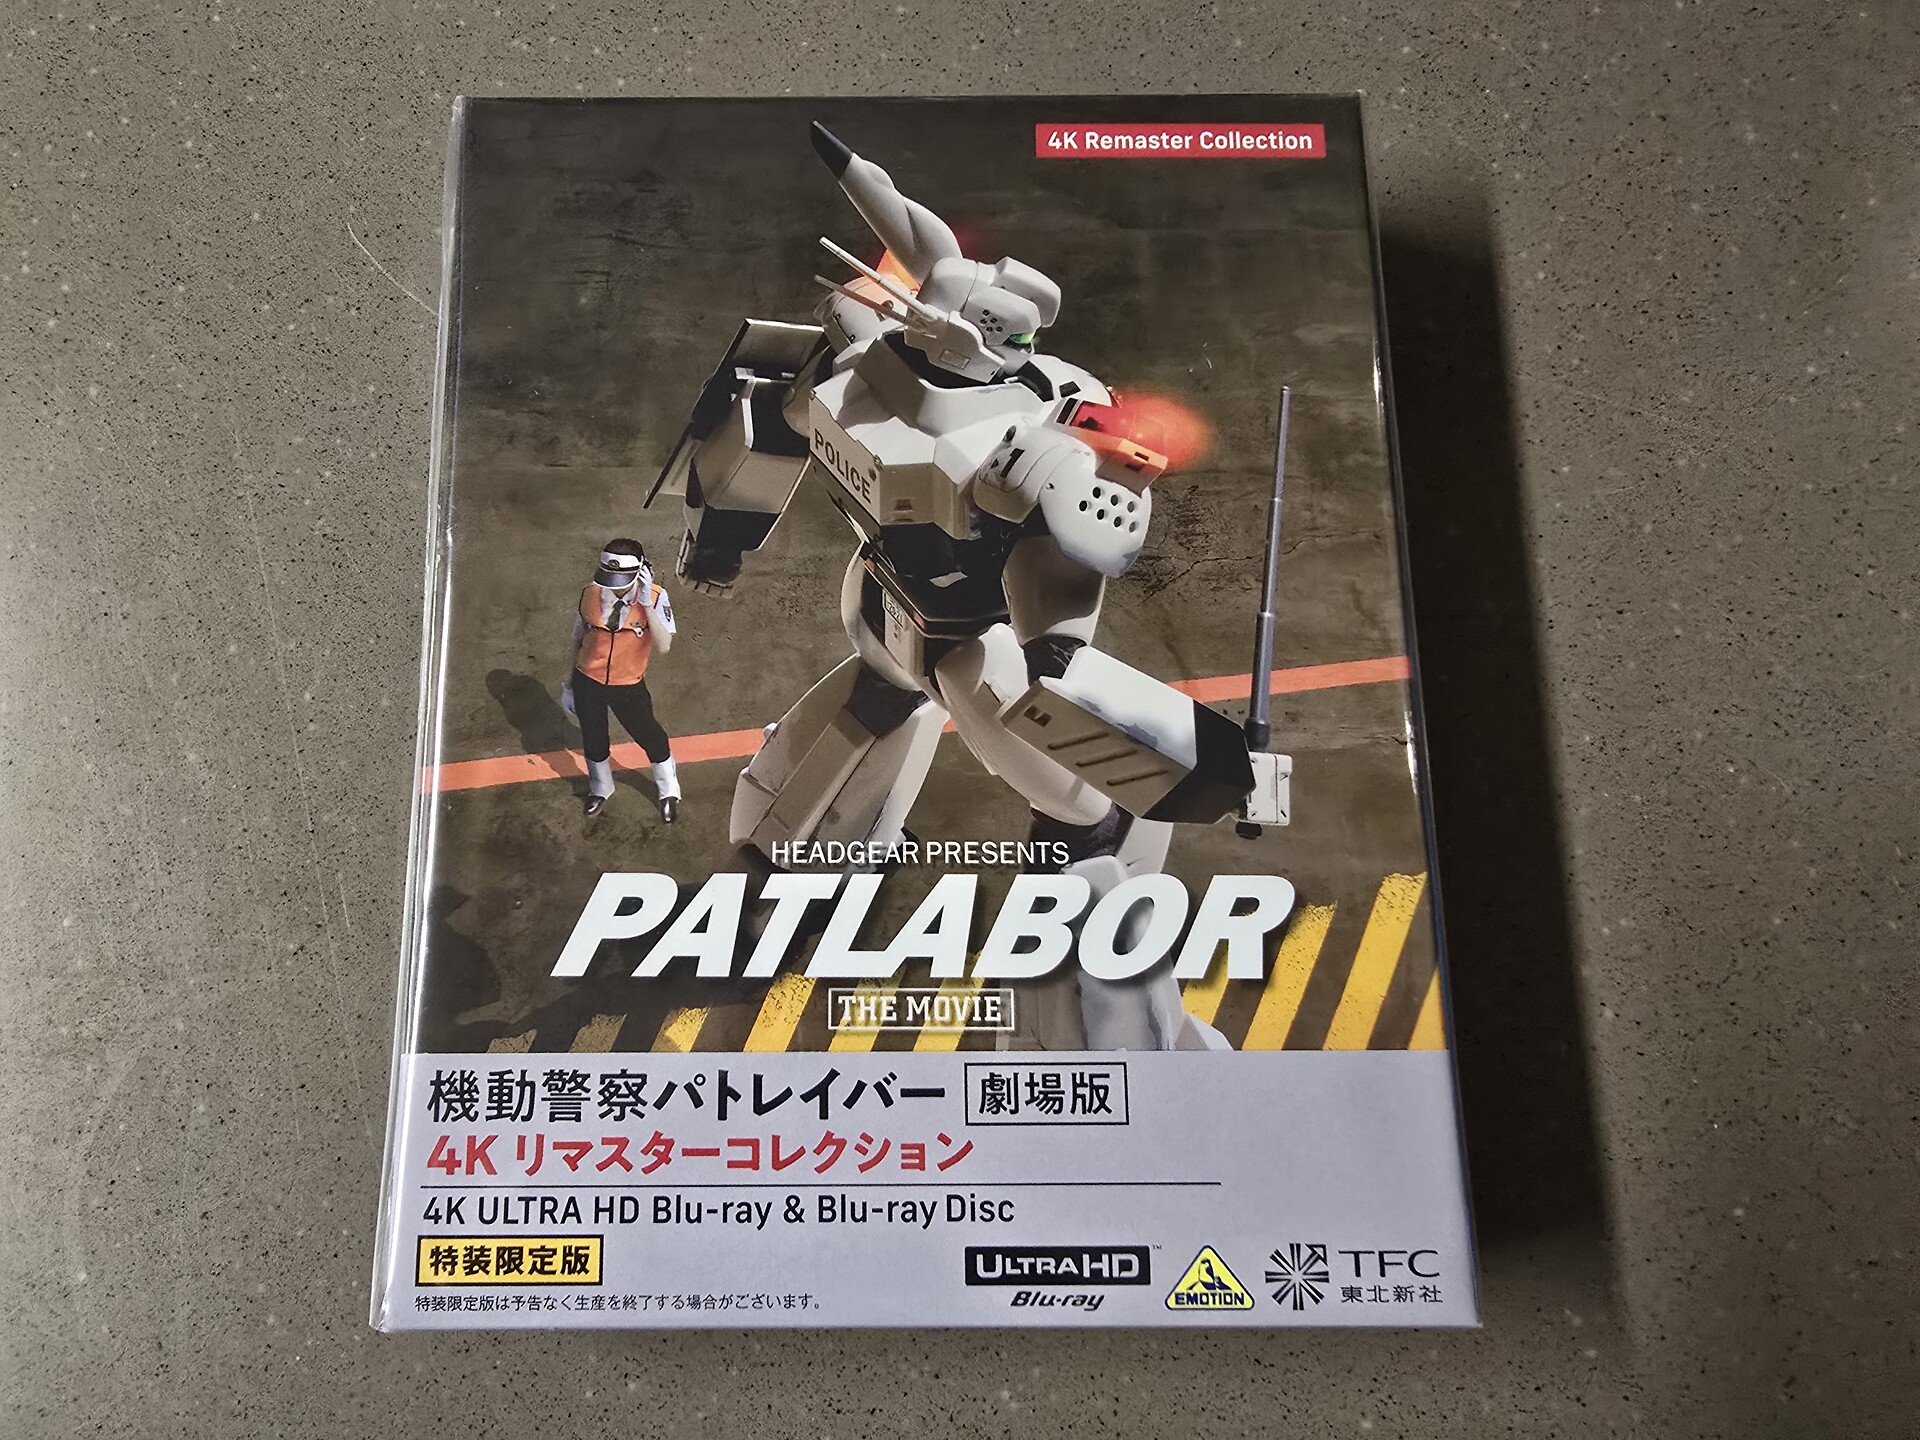 4K Remaster Collection
POLICE
1
HEADGEAR PRESENTS
PATLABOR
THE MOVIE
機動警察パトレイバー 劇場版
4K リマスターコレクション
4K ULTRA HD Blu-ray & Blu-ray Disc
特装限定版
特装限定版は予告なく生産を終了する場合がございます。
ULTRA HD Blu-ray™
EMOTION
TFC
東北新社